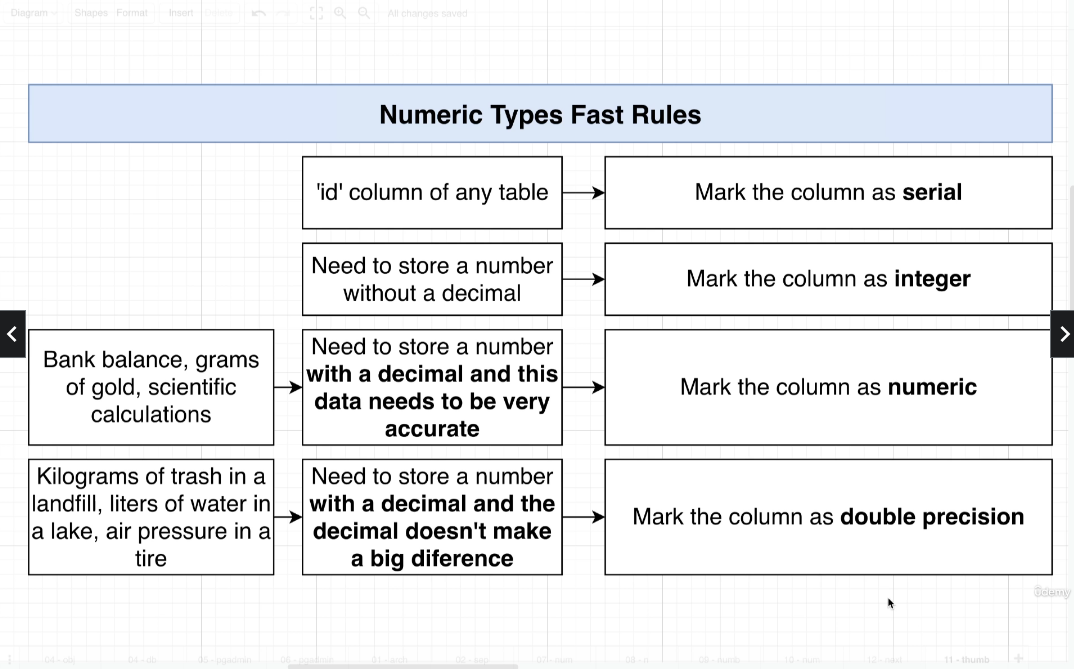 Diagram Shapes Format Insert All changes saved
Numeric Types Fast Rules
'id' column of any table
Mark the column as serial
Need to store a number
without a decimal
Mark the column as integer
Bank balance, grams
of gold, scientific
calculations
Need to store a number
with a decimal and this
data needs to be very
accurate
Mark the column as numeric
Kilograms of trash in a
landfill, liters of water in
a lake, air pressure in a
tire
Need to store a number
with a decimal and the
decimal doesn't make
a big diference
Mark the column as double precision
ûdemy
11 - thumb